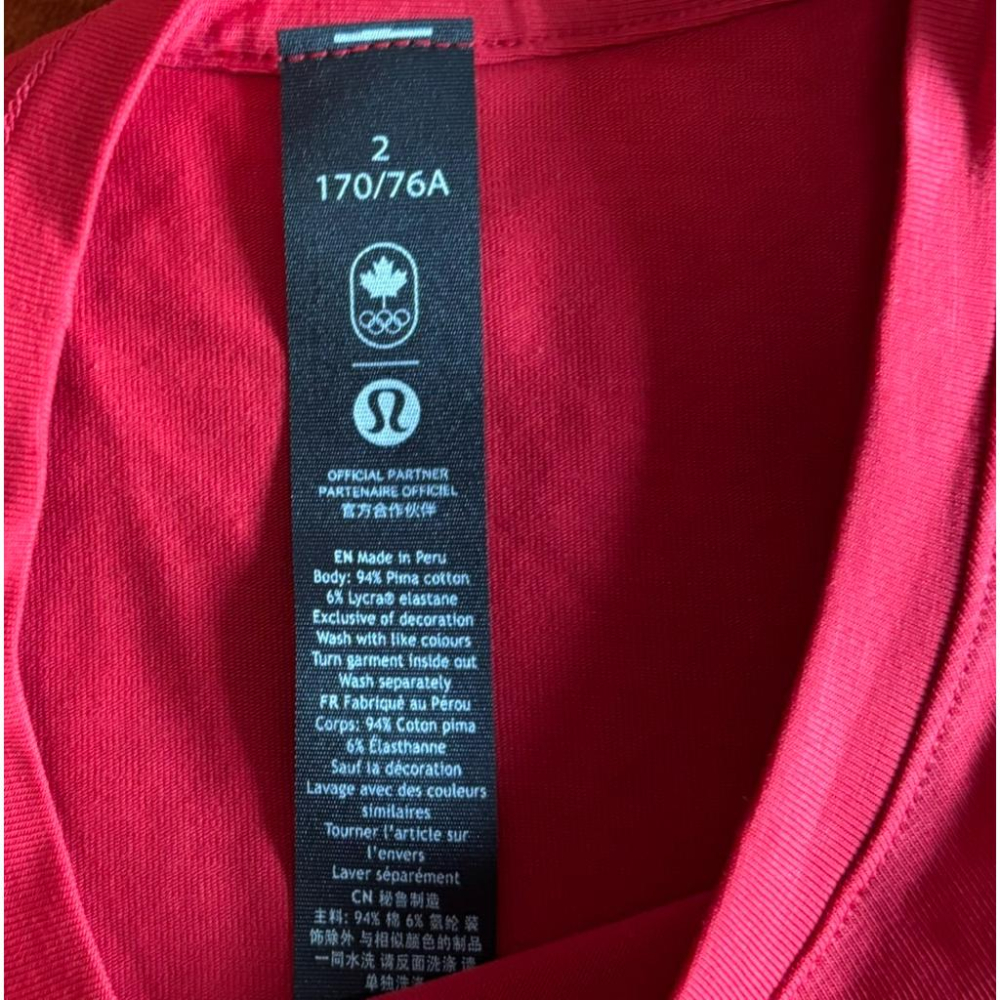 2
170/76A
OFFICIAL PARTNER
PARTENAIRE OFFICIEL
官方合作伙伴
EN Made in Peru
Body: 94% Pima cotton
6% Lycra® elastane
Exclusive of decoration
Wash with like colours
Turn garment inside out
Wash separately
FR Fabriqué au Pérou
Corps: 94% Coton pima
6% Élasthanne
Sauf la décoration
Lavage avec des couleurs
similaires
Tourner l'article sur
l'envers
Laver séparément
CN 秘鲁制造
主料: 94% 棉 6% 氨纶 装
饰除外 与相似颜色的制品
一同水洗 请反面洗涤 请
单独洗涤